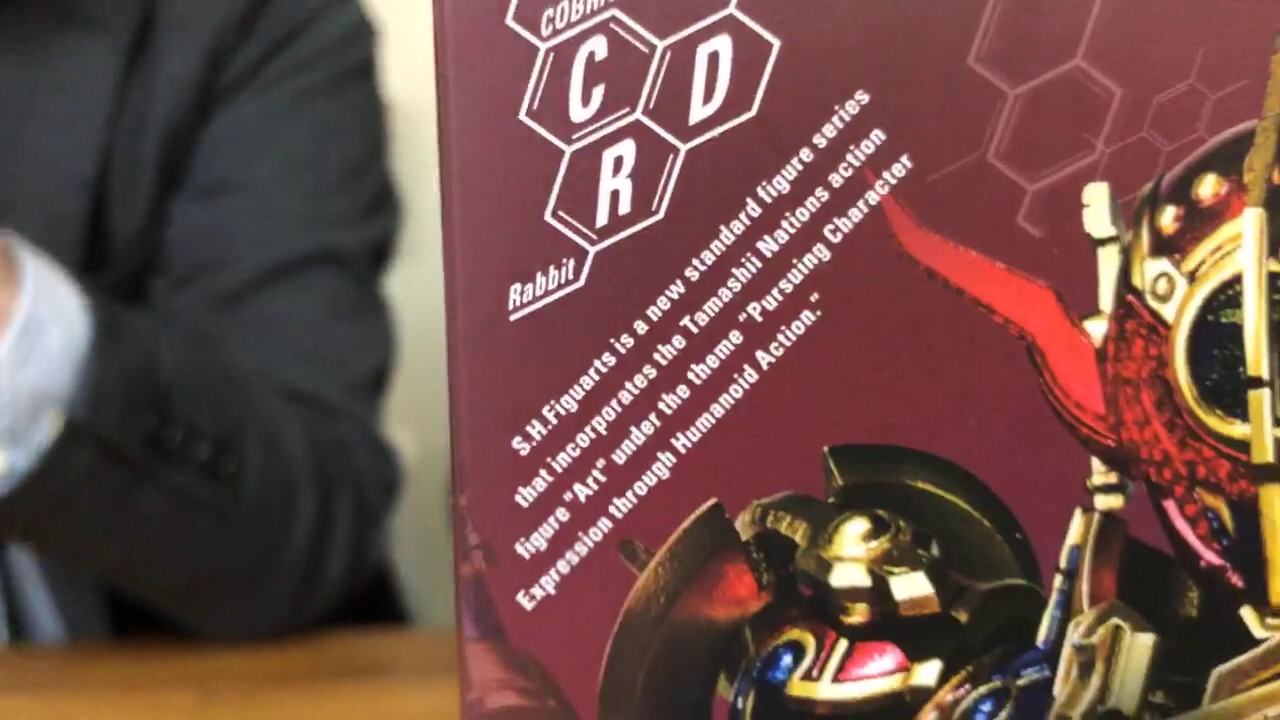 C D
R
Rabbit
S.H.Figuarts is a new standard figure series
that incorporates the Tamashii Nations action
figure "Art" under the theme "Pursuing Character
Expression through Humanoid Action."